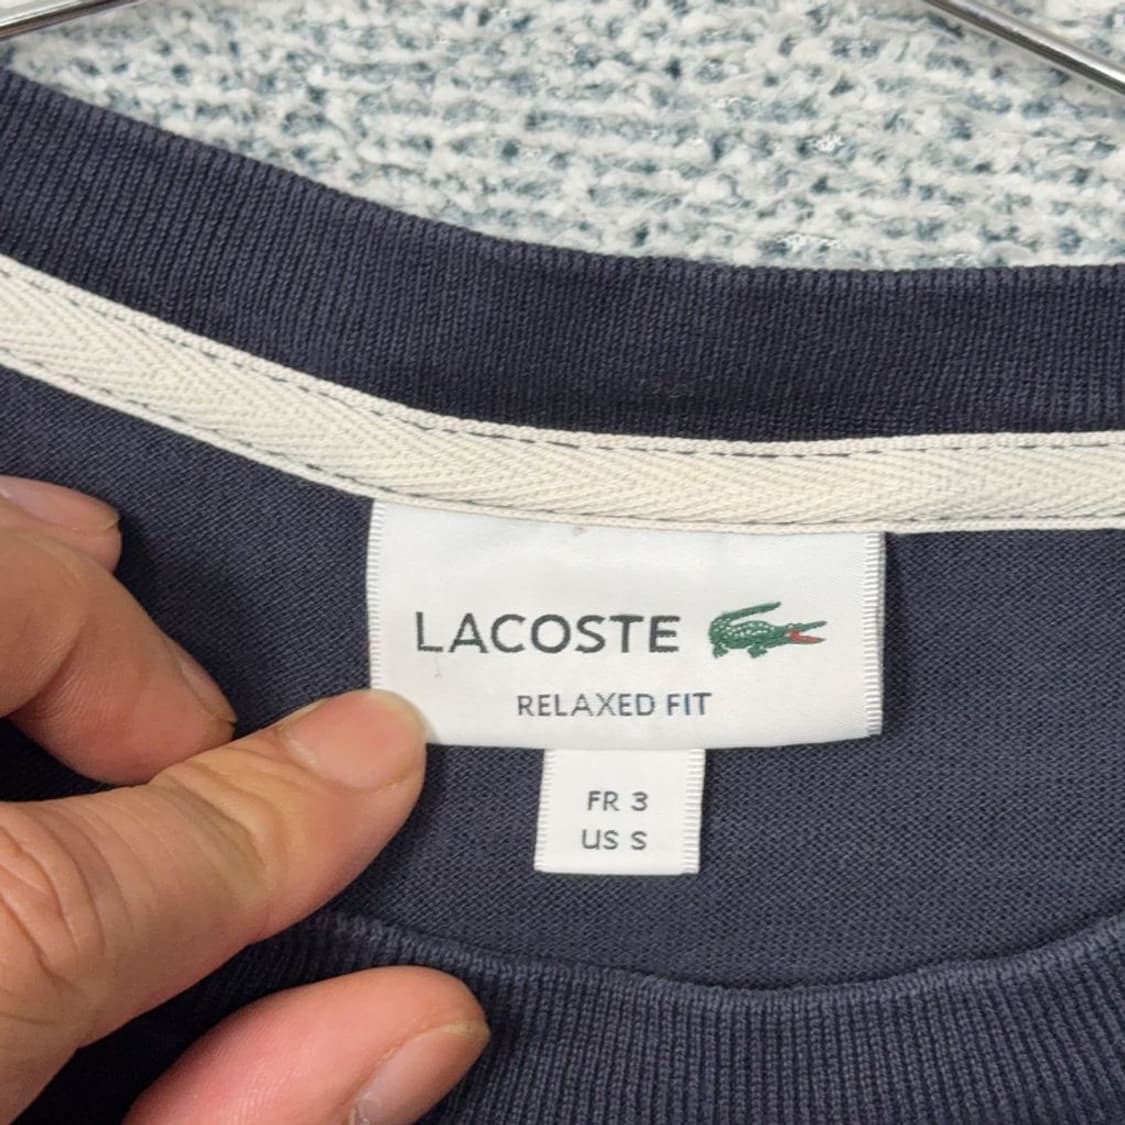 LACOSTE
RELAXED FIT
FR 3
US S